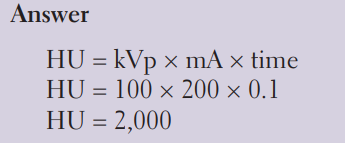 Answer
HU = kVp × mA × time
HU = 100 × 200 × 0.1
HU = 2,000